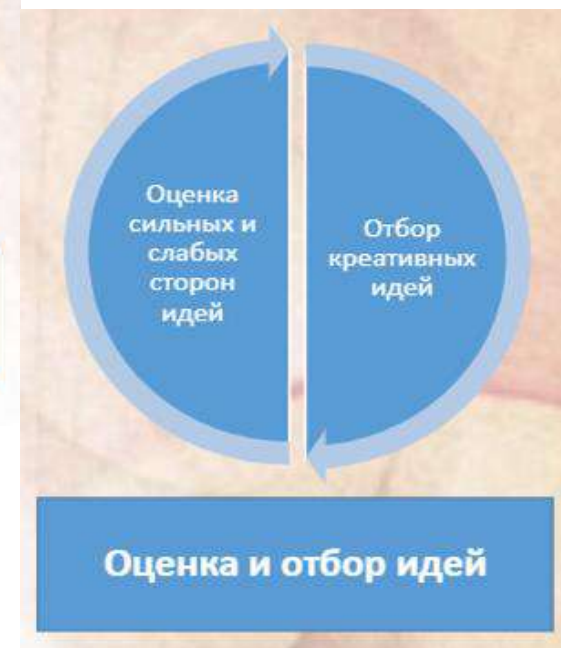 Оценка
сильных и
слабых
сторон
идей
Отбор
креативных
идей
Оценка и отбор идей